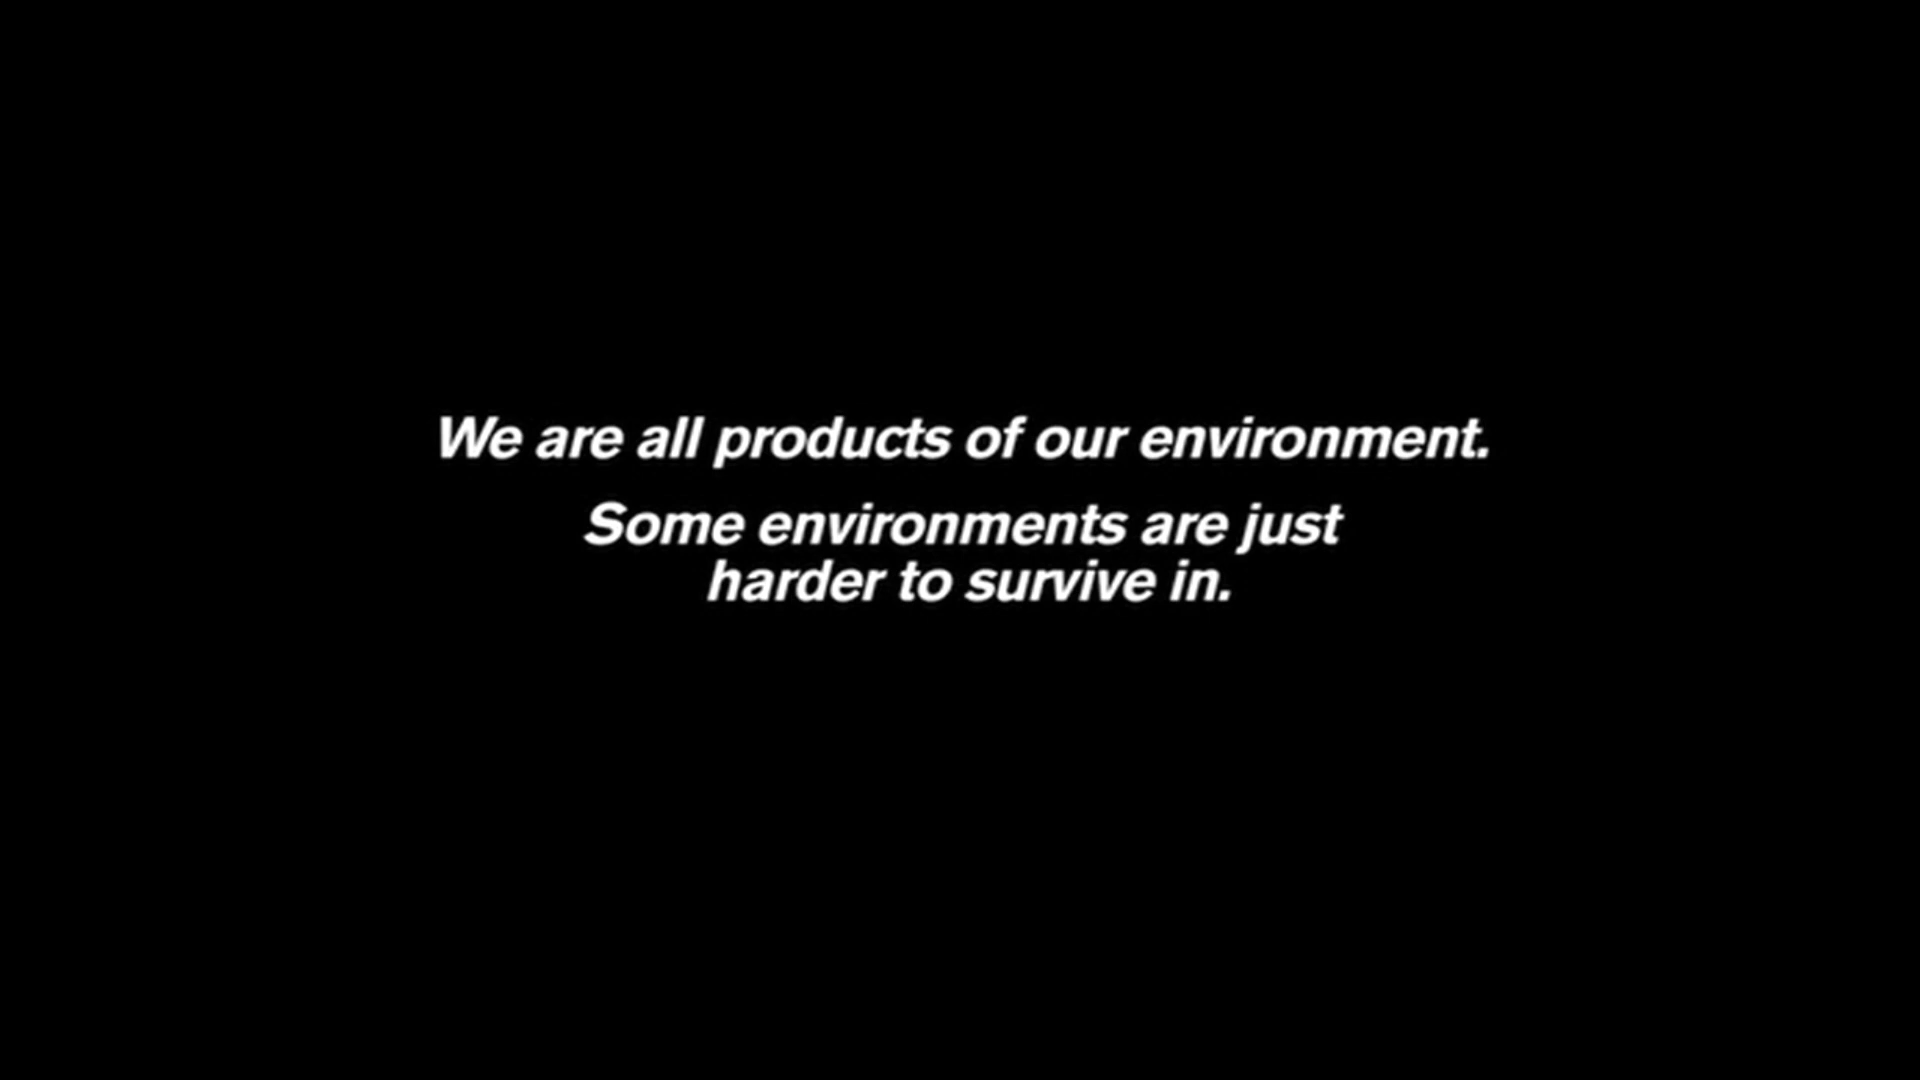 We are all products of our environment.
Some environments are just
harder to survive in.